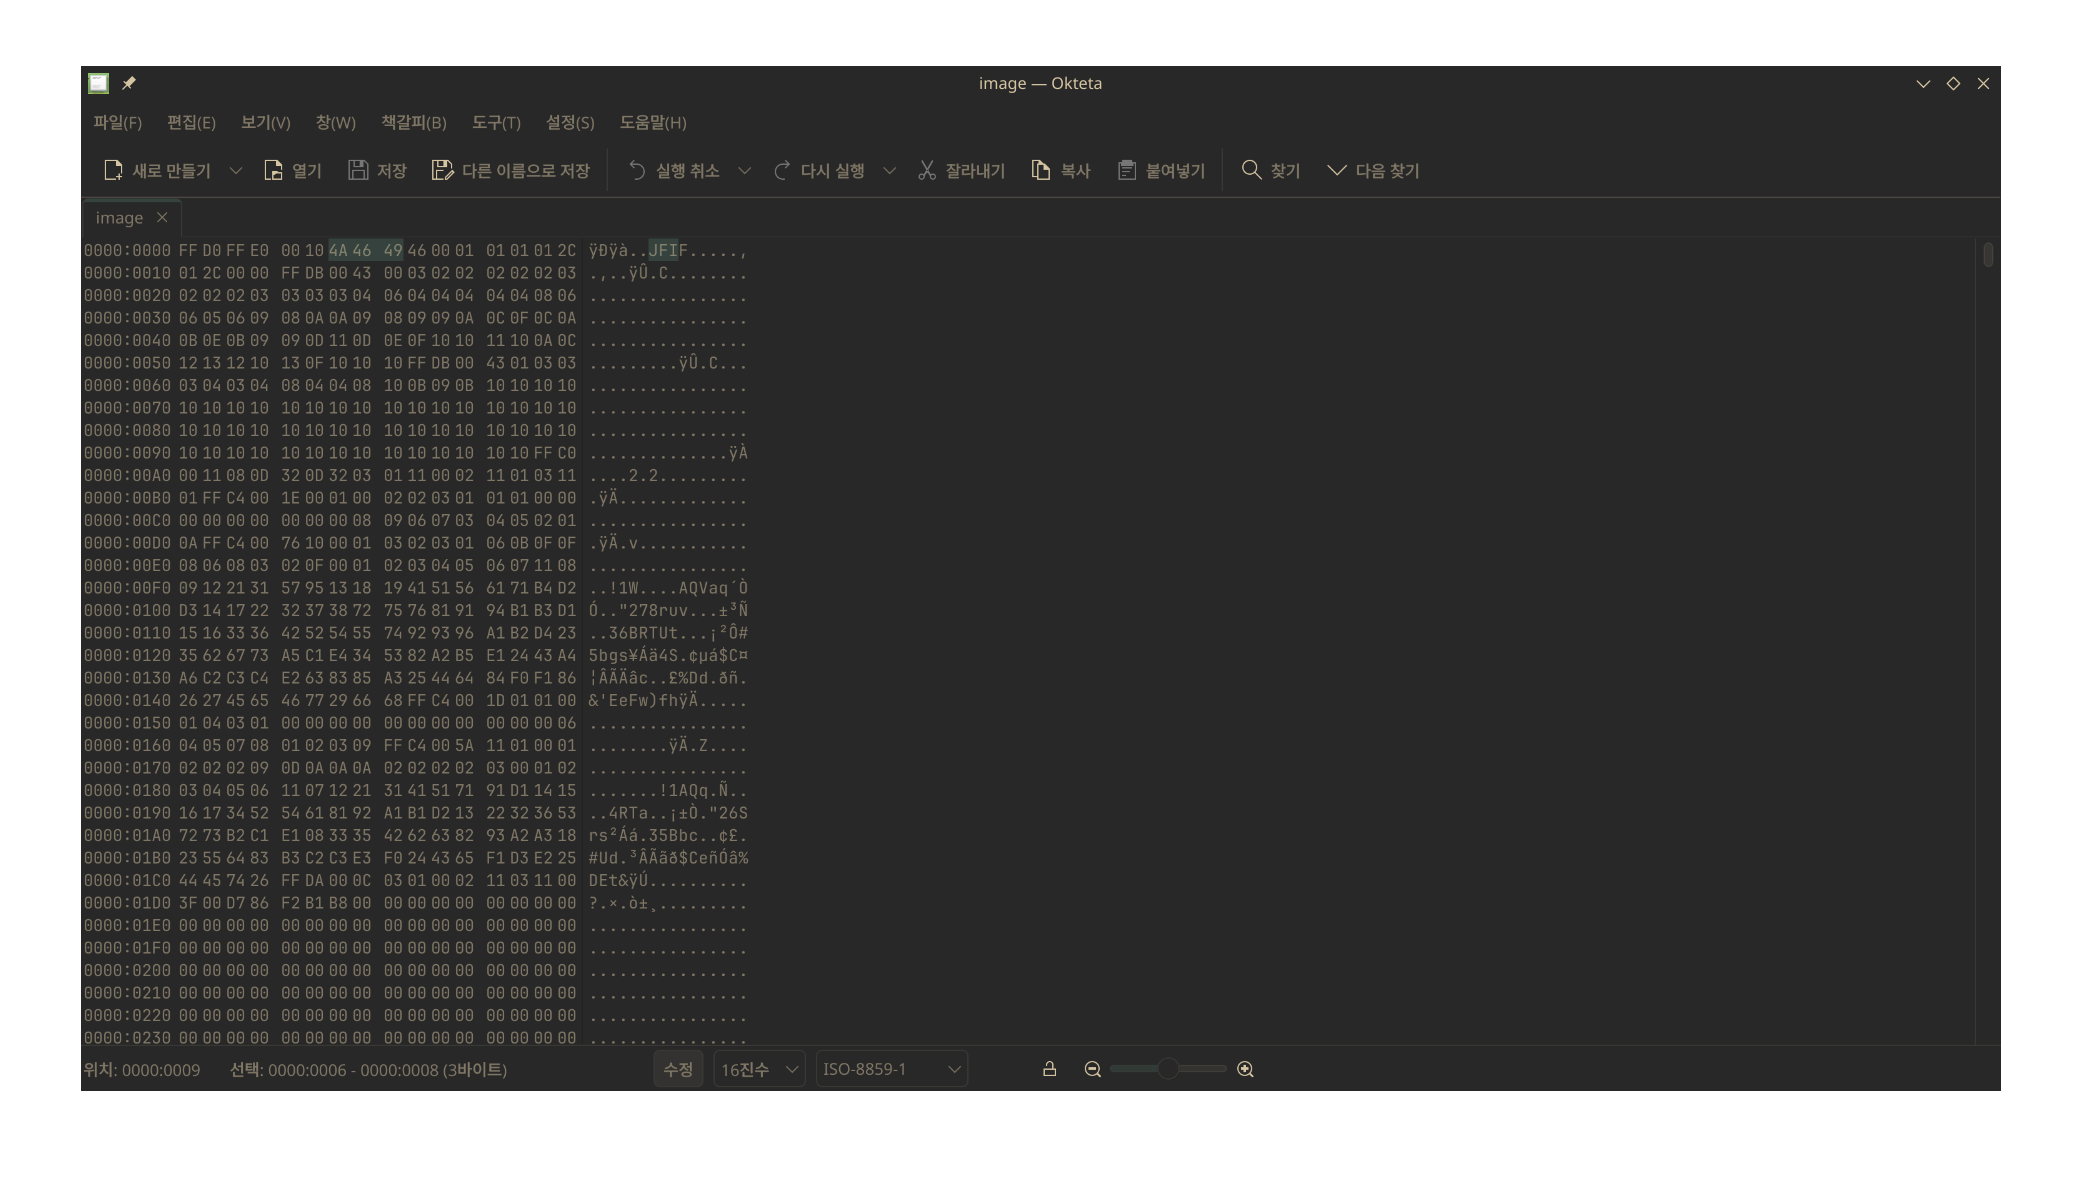 image — Okteta
파일(F) 편집(E) 보기(V) 창(W) 책갈피(B) 도구(T) 설정(S) 도움말(H)
새로 만들기 열기 저장 다른 이름으로 저장 실행 취소 다시 실행 잘라내기 복사 붙여넣기 찾기 다음 찾기
image
0000:0000 FF D0 FF E0 00 10 4A 46 49 46 00 01 01 01 01 2C ÿÐÿà..JFIF.....,
0000:0010 01 2C 00 00 FF DB 00 43 00 03 02 02 02 02 02 03 .,..ÿÛ.C........
0000:0020 02 02 02 03 03 03 03 04 06 04 04 04 04 04 08 06 ................
0000:0030 06 05 06 09 08 0A 0A 09 08 09 09 0A 0C 0F 0C 0A ................
0000:0040 0B 0E 0B 09 09 0D 11 0D 0E 0F 10 10 11 10 0A 0C ................
0000:0050 12 13 12 10 13 0F 10 10 10 FF DB 00 43 01 03 03 .........ÿÛ.C...
0000:0060 03 04 03 04 08 04 04 08 10 0B 09 0B 10 10 10 10 ................
0000:0070 10 10 10 10 10 10 10 10 10 10 10 10 10 10 10 10 ................
0000:0080 10 10 10 10 10 10 10 10 10 10 10 10 10 10 10 10 ................
0000:0090 10 10 10 10 10 10 10 10 10 10 10 10 10 10 FF C0 ..............ÿÀ
0000:00A0 00 11 08 0D 32 0D 32 03 01 11 00 02 11 01 03 11 ....2.2.........
0000:00B0 01 FF C4 00 1E 00 01 00 02 02 03 01 01 01 00 00 .ÿÄ.............
0000:00C0 00 00 00 00 00 00 00 08 09 06 07 03 04 05 02 01 ................
0000:00D0 0A FF C4 00 76 10 00 01 03 02 03 01 06 0B 0F 0F .ÿÄ.v...........
0000:00E0 08 06 08 03 02 0F 00 01 02 03 04 05 06 07 11 08 ................
0000:00F0 09 12 21 31 57 95 13 18 19 41 51 56 61 71 B4 D2 ..!1W....AQVaq´Ò
0000:0100 D3 14 17 22 32 37 38 72 75 76 81 91 94 B1 B3 D1 Ó.."278ruv...±³Ñ
0000:0110 15 16 33 36 42 52 54 55 74 92 93 96 A1 B2 D4 23 ..36BRTUt...¡²Ô#
0000:0120 35 62 67 73 A5 C1 E4 34 53 82 A2 B5 E1 24 43 A4 5bgs¥Áä4S.¢µá$C¤
0000:0130 A6 C2 C3 C4 E2 63 83 85 A3 25 44 64 84 F0 F1 86 ¦ÂÃÄâc..£%Dd.ðñ.
0000:0140 26 27 45 65 46 77 29 66 68 FF C4 00 1D 01 01 00 &'EeFw)fhÿÄ.....
0000:0150 01 04 03 01 00 00 00 00 00 00 00 00 00 00 00 06 ................
0000:0160 04 05 07 08 01 02 03 09 FF C4 00 5A 11 01 00 01 ........ÿÄ.Z....
0000:0170 02 02 02 09 0D 0A 0A 0A 02 02 02 02 03 00 01 02 ................
0000:0180 03 04 05 06 11 07 12 21 31 41 51 71 91 D1 14 15 .......!1AQq.Ñ..
0000:0190 16 17 34 52 54 61 81 92 A1 B1 D2 13 22 32 36 53 ..4RTa..¡±Ò."26S
0000:01A0 72 73 B2 C1 E1 08 33 35 42 62 63 82 93 A2 A3 18 rs²Áá.35Bbc..¢£.
0000:01B0 23 55 64 83 B3 C2 C3 E3 F0 24 43 65 F1 D3 E2 25 #Ud.³ÂÃãð$CeñÓâ%
0000:01C0 44 45 74 26 FF DA 00 0C 03 01 00 02 11 03 11 00 DEt&ÿÚ..........
0000:01D0 3F 00 D7 86 F2 B1 B8 00 00 00 00 00 00 00 00 00 ?.×.ò±¸.........
0000:01E0 00 00 00 00 00 00 00 00 00 00 00 00 00 00 00 00 ................
0000:01F0 00 00 00 00 00 00 00 00 00 00 00 00 00 00 00 00 ................
0000:0200 00 00 00 00 00 00 00 00 00 00 00 00 00 00 00 00 ................
0000:0210 00 00 00 00 00 00 00 00 00 00 00 00 00 00 00 00 ................
0000:0220 00 00 00 00 00 00 00 00 00 00 00 00 00 00 00 00 ................
0000:0230 00 00 00 00 00 00 00 00 00 00 00 00 00 00 00 00 ................
위치: 0000:0009 선택: 0000:0006 - 0000:0008 (3바이트) 수정 16진수 ISO-8859-1